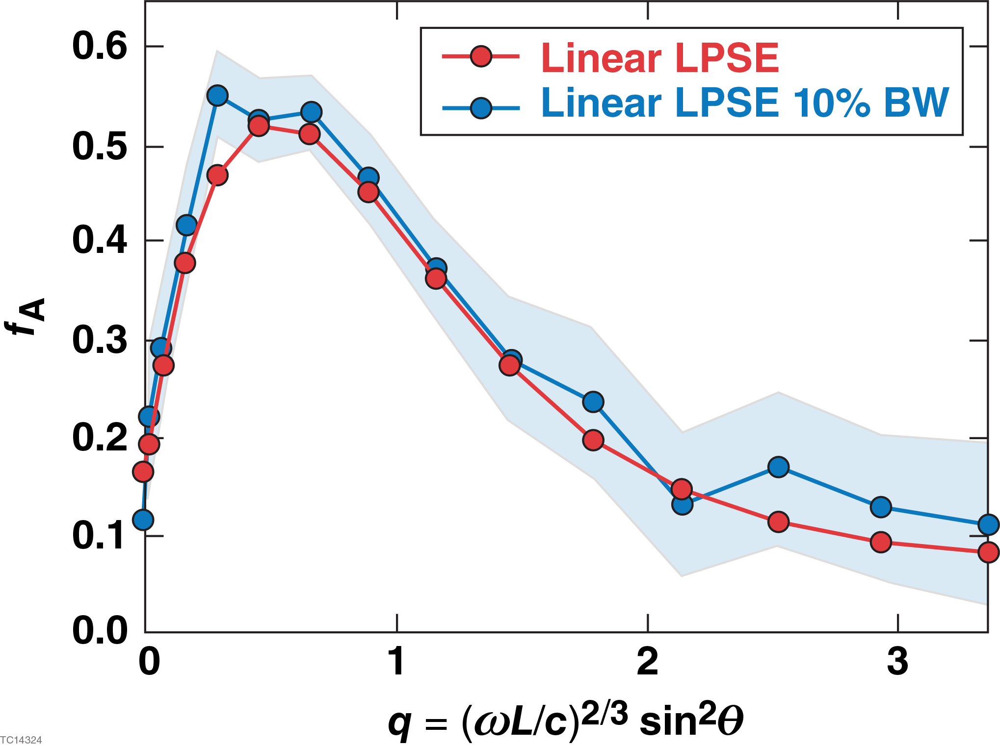 0.6
0.5
0.4
0.3
0.2
0.1
0.0
fA
Linear LPSE
Linear LPSE 10% BW
0 1 2 3
q = (ωL/c)2/3 sin2θ
TC14324